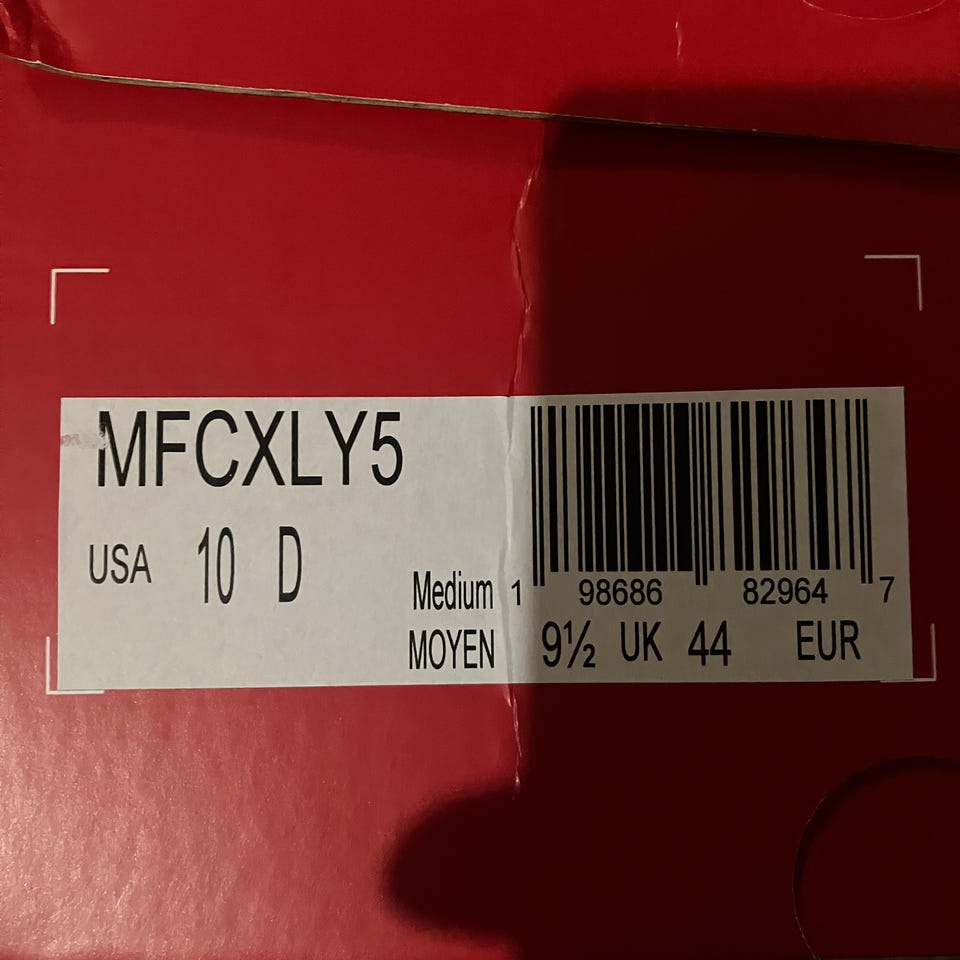 MFCXLY5
USA 10 D
Medium 1 98686 82964 7
MOYEN 9½ UK 44 EUR